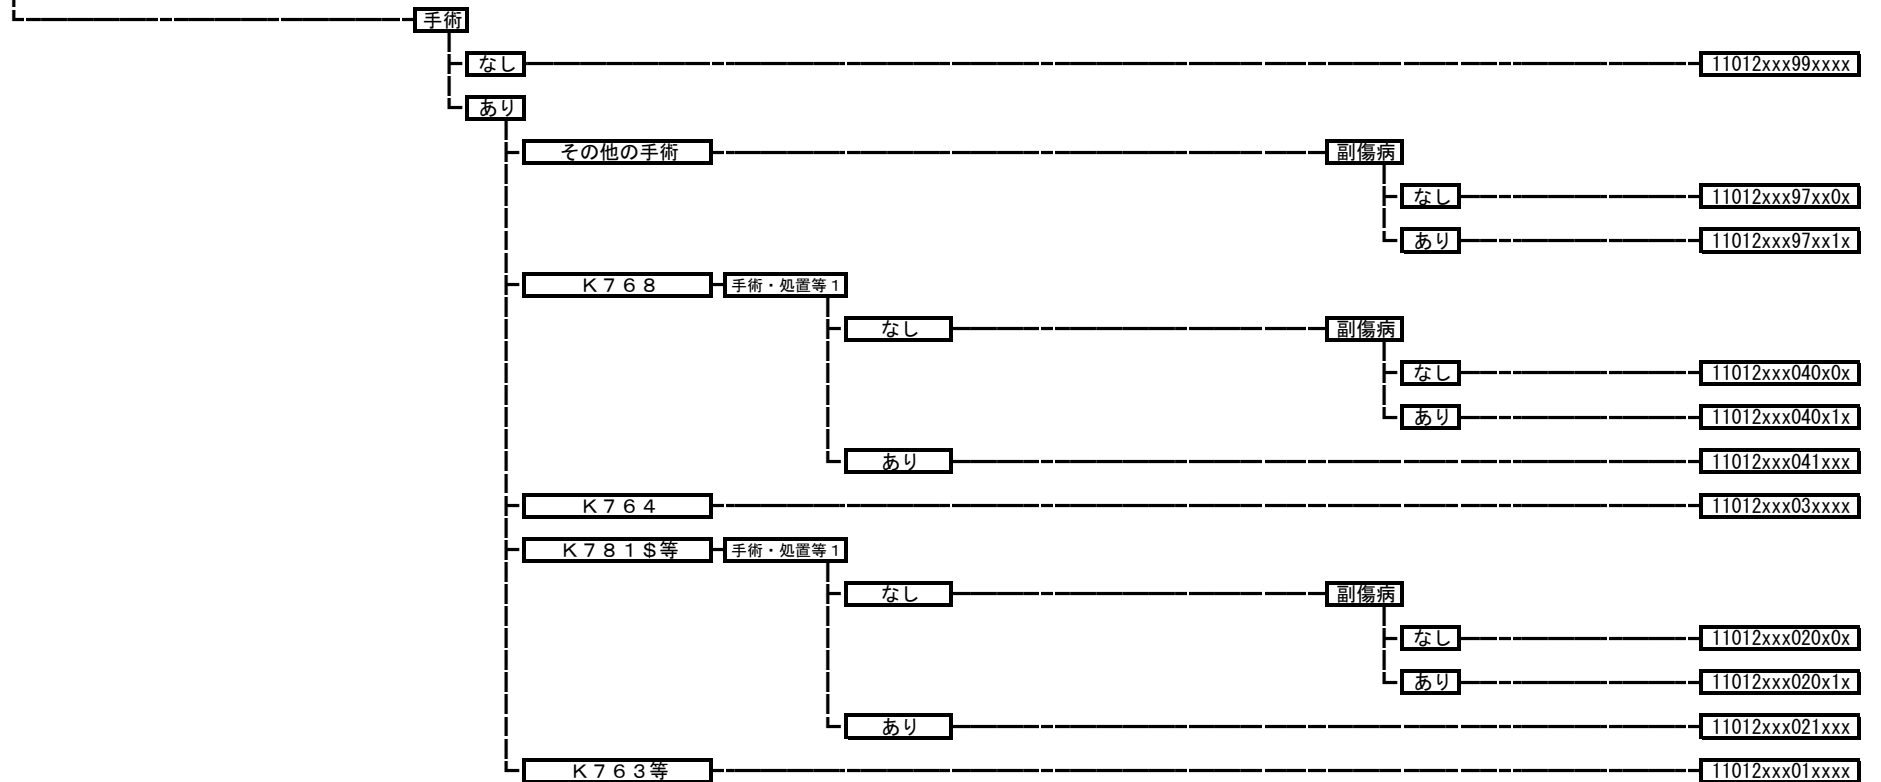 手術
なし 11012xxx99xxxx
あり
その他の手術 副傷病
なし 11012xxx97xx0x
あり 11012xxx97xx1x
Ｋ７６８ 手術・処置等１
なし 副傷病
なし 11012xxx040x0x
あり 11012xxx040x1x
あり 11012xxx041xxx
Ｋ７６４ 11012xxx03xxxx
Ｋ７８１＄等 手術・処置等１
なし 副傷病
なし 11012xxx020x0x
あり 11012xxx020x1x
あり 11012xxx021xxx
Ｋ７６３等 11012xxx01xxxx